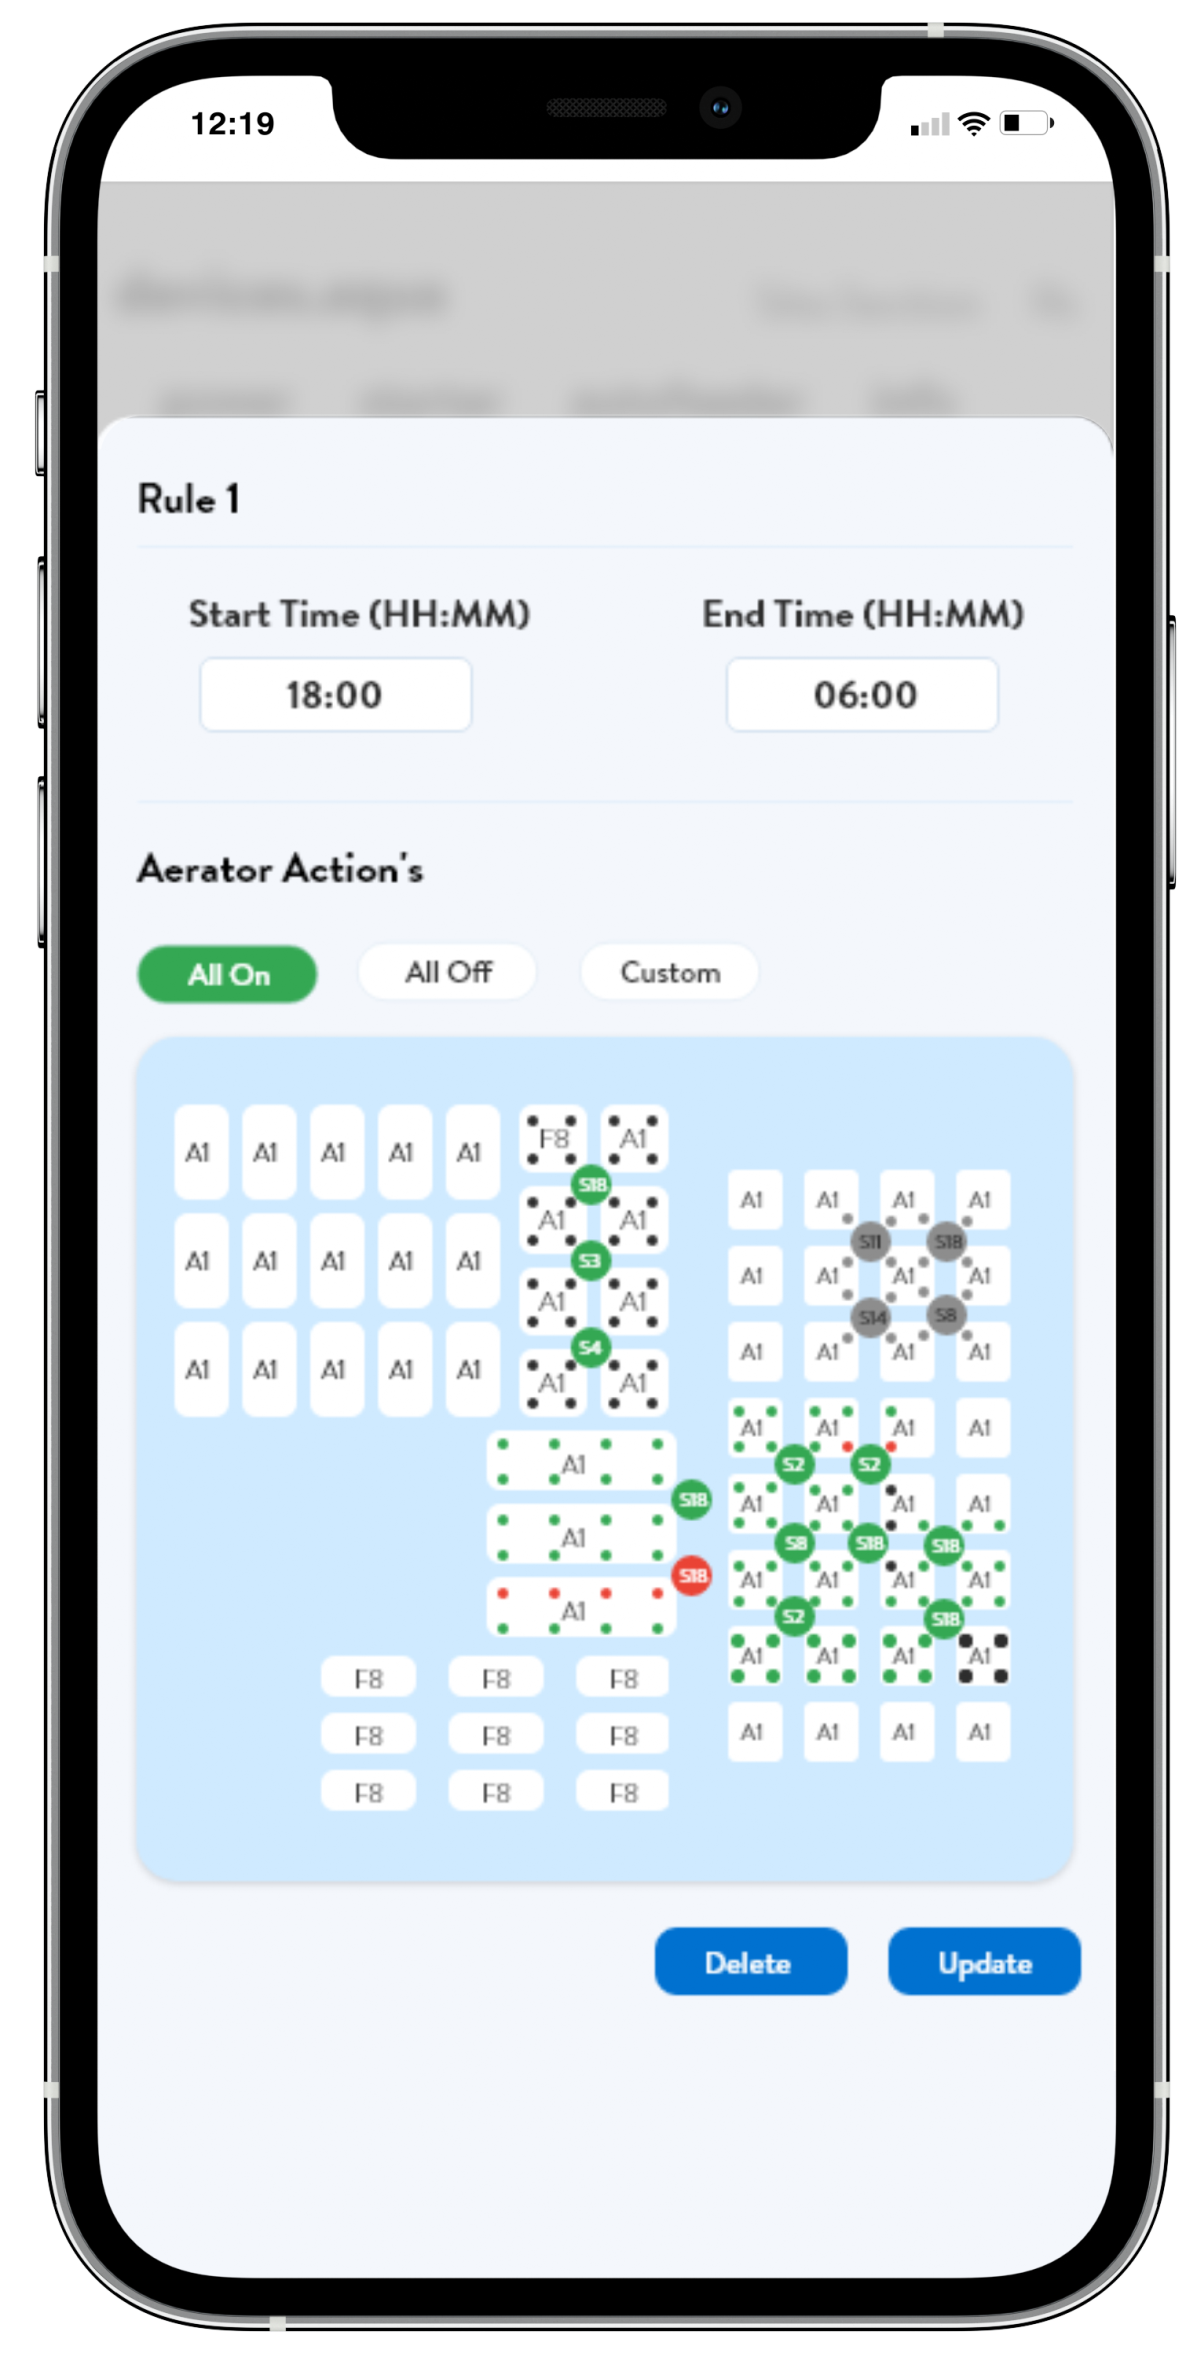 12:19
Rule 1
Start Time (HH:MM) End Time (HH:MM)
18:00 06:00
Aerator Action's
All On All Off Custom
A1 A1 A1 A1 A1 F8 A1
S18
A1 A1 A1 A1 A1 A1
S11 S18
A1 A1 A1 A1 A1 A1 A1 A1 A1
S3
A1 A1
S14 S8
S4
A1 A1 A1 A1
A1 A1 A1 A1 A1 A1 A1
A1 A1 A1 A1
A1
S2 S2
S18
A1 A1 A1 A1
A1
S8 S18 S18
S18
A1 A1 A1 A1
A1
S2 S18
A1 A1 A1 A1
F8 F8 F8
A1 A1 A1 A1
F8 F8 F8
F8 F8 F8
Delete Update